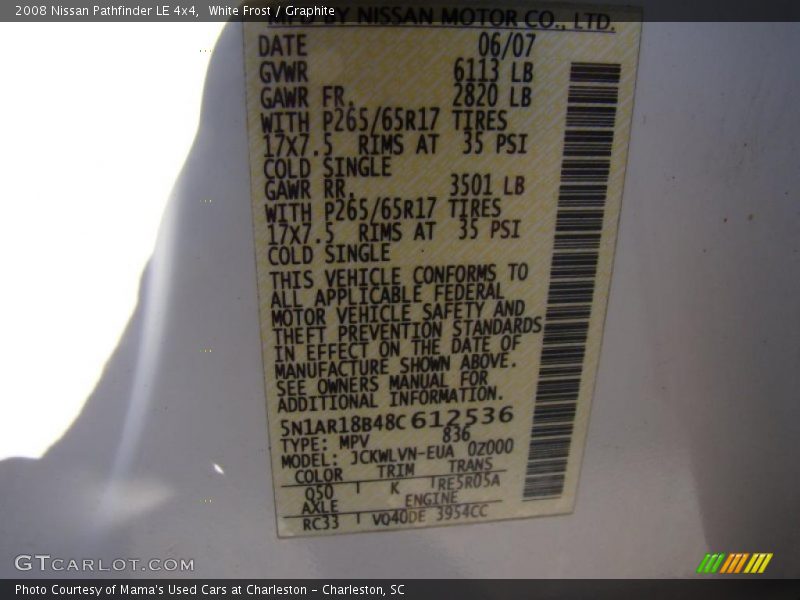 2008 Nissan Pathfinder LE 4x4, White Frost / Graphite
MFD BY NISSAN MOTOR CO., LTD.
DATE 06/07
GVWR 6113 LB
GAWR FR. 2820 LB
WITH P265/65R17 TIRES
17X7.5 RIMS AT 35 PSI
COLD SINGLE
GAWR RR. 3501 LB
WITH P265/65R17 TIRES
17X7.5 RIMS AT 35 PSI
COLD SINGLE
THIS VEHICLE CONFORMS TO
ALL APPLICABLE FEDERAL
MOTOR VEHICLE SAFETY AND
THEFT PREVENTION STANDARDS
IN EFFECT ON THE DATE OF
MANUFACTURE SHOWN ABOVE.
SEE OWNERS MANUAL FOR
ADDITIONAL INFORMATION.
5N1AR18B48C612536
TYPE: MPV 836
MODEL: JCKWLVN-EUA 0Z000
COLOR TRIM TRANS
Q50 K RE5R05A
AXLE ENGINE
RC33 VQ40DE 3954CC
GTCARLOT.COM
Photo Courtesy of Mama's Used Cars at Charleston - Charleston, SC